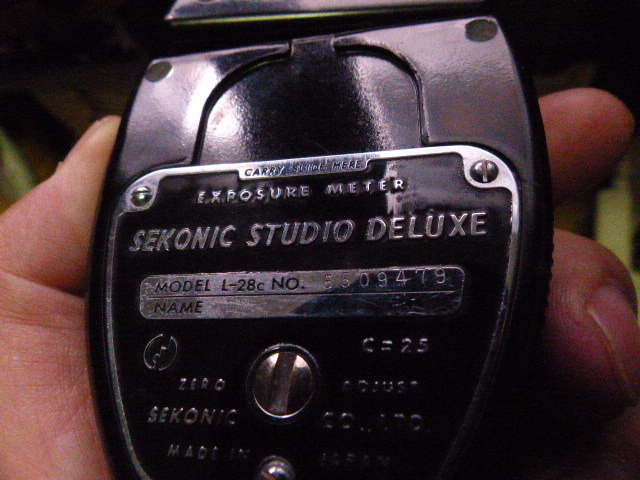 CARRY SLIDE HERE
EXPOSURE METER
SEKONIC STUDIO DELUXE
MODEL L-28c NO. 5509479
NAME
C=25
ZERO ADJUST
SEKONIC CO., LTD.
MADE IN JAPAN